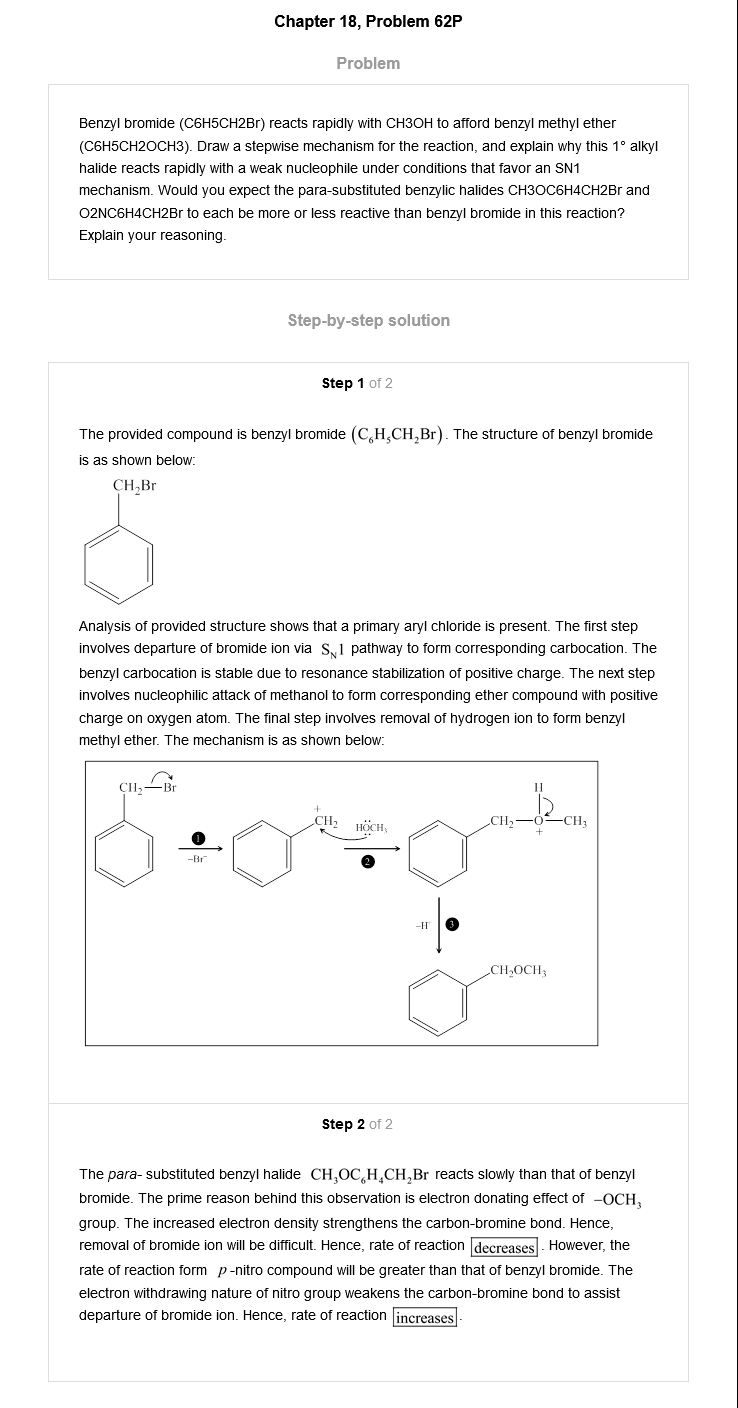 Chapter 18, Problem 62P
Problem
Benzyl bromide (C6H5CH2Br) reacts rapidly with CH3OH to afford benzyl methyl ether
(C6H5CH2OCH3). Draw a stepwise mechanism for the reaction, and explain why this 1° alkyl
halide reacts rapidly with a weak nucleophile under conditions that favor an SN1
mechanism. Would you expect the para-substituted benzylic halides CH3OC6H4CH2Br and
O2NC6H4CH2Br to each be more or less reactive than benzyl bromide in this reaction?
Explain your reasoning.
Step-by-step solution
Step 1 of 2
The provided compound is benzyl bromide (C₆H₅CH₂Br). The structure of benzyl bromide
is as shown below:
CH₂Br
Analysis of provided structure shows that a primary aryl chloride is present. The first step
involves departure of bromide ion via S_N1 pathway to form corresponding carbocation. The
benzyl carbocation is stable due to resonance stabilization of positive charge. The next step
involves nucleophilic attack of methanol to form corresponding ether compound with positive
charge on oxygen atom. The final step involves removal of hydrogen ion to form benzyl
methyl ether. The mechanism is as shown below:
CH₂—Br
1
−Br⁻
+
CH₂
HOCH₃
2
H
CH₂—O—CH₃
+
−H⁺
3
CH₂OCH₃
Step 2 of 2
The para- substituted benzyl halide CH₃OC₆H₄CH₂Br reacts slowly than that of benzyl
bromide. The prime reason behind this observation is electron donating effect of −OCH₃
group. The increased electron density strengthens the carbon-bromine bond. Hence,
removal of bromide ion will be difficult. Hence, rate of reaction decreases. However, the
rate of reaction form p-nitro compound will be greater than that of benzyl bromide. The
electron withdrawing nature of nitro group weakens the carbon-bromine bond to assist
departure of bromide ion. Hence, rate of reaction increases.